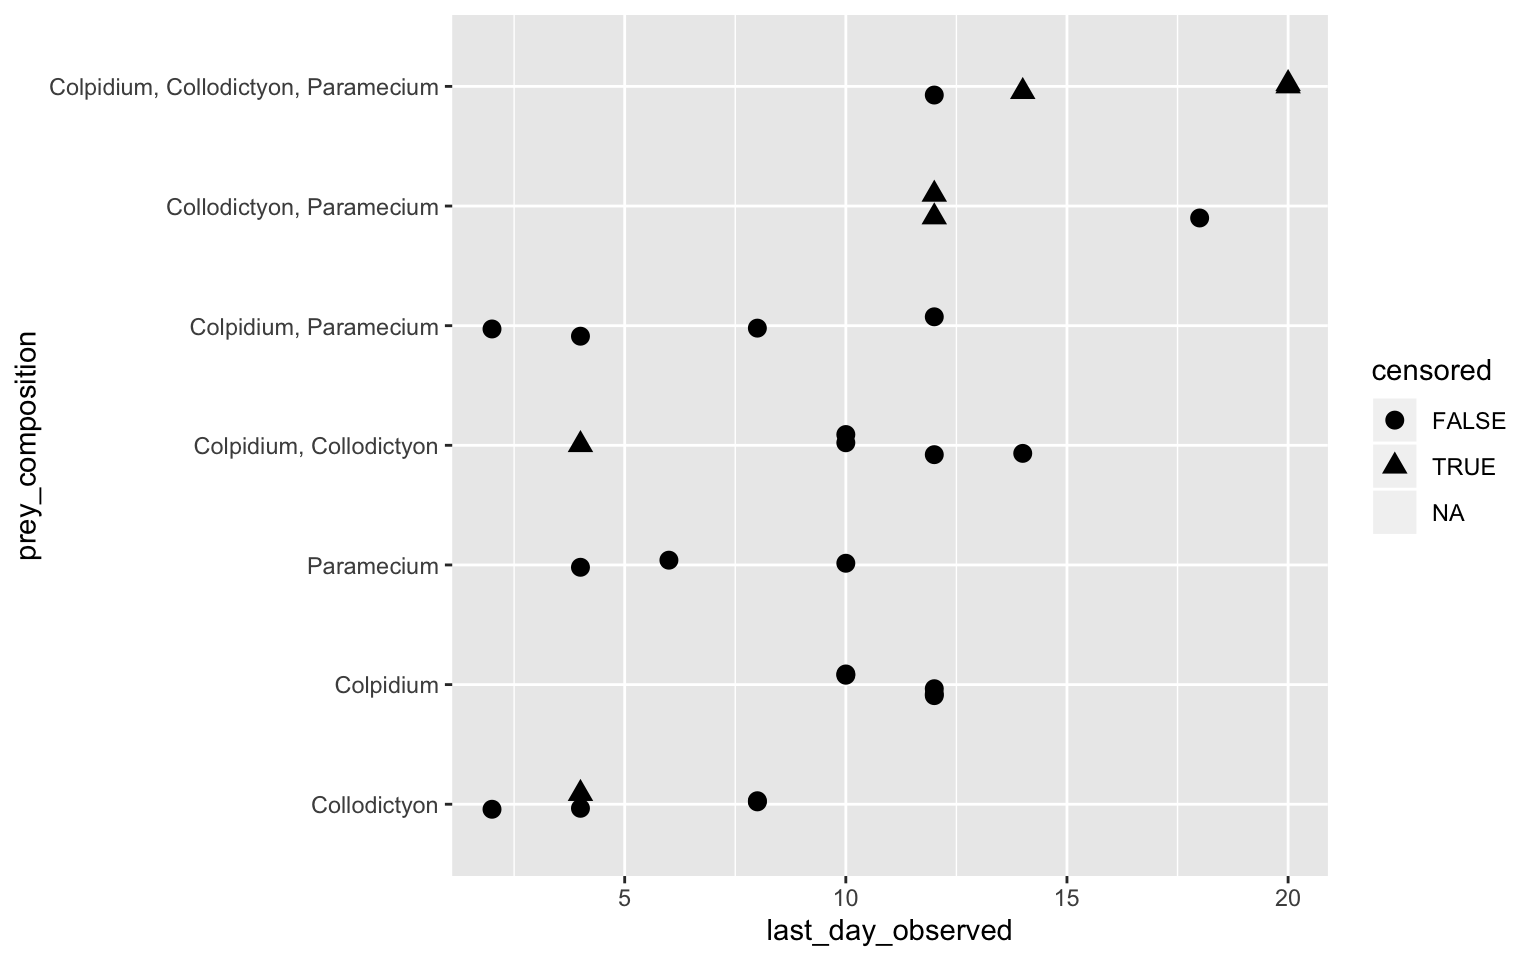 Colpidium, Collodictyon, Paramecium
Collodictyon, Paramecium
Colpidium, Paramecium
Colpidium, Collodictyon
Paramecium
Colpidium
Collodictyon
prey_composition
5 10 15 20
last_day_observed
censored
FALSE
TRUE
NA